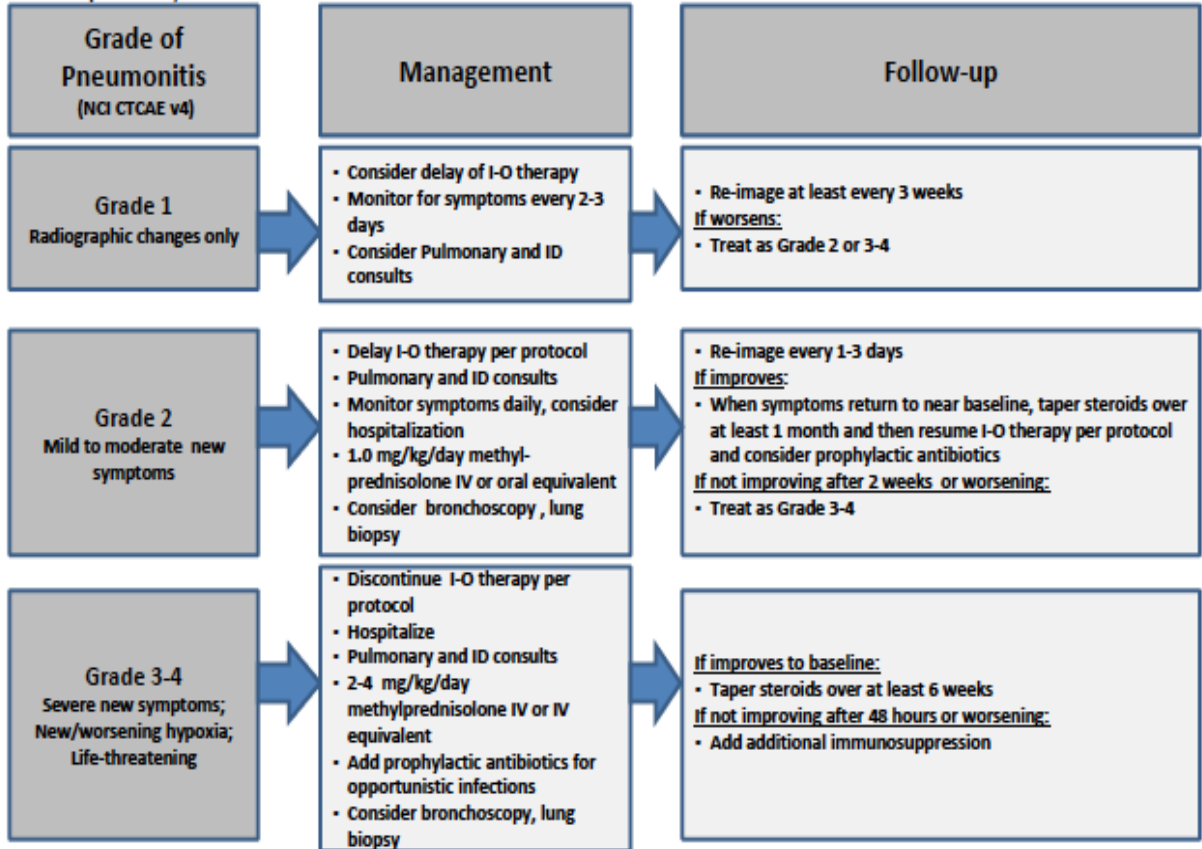 Grade of
Pneumonitis
(NCI CTCAE v4)
Management
Follow-up
Grade 1
Radiographic changes only
▪ Consider delay of I-O therapy
▪ Monitor for symptoms every 2-3
days
▪ Consider Pulmonary and ID
consults
▪ Re-image at least every 3 weeks
If worsens:
▪ Treat as Grade 2 or 3-4
Grade 2
Mild to moderate new
symptoms
▪ Delay I-O therapy per protocol
▪ Pulmonary and ID consults
▪ Monitor symptoms daily, consider
hospitalization
▪ 1.0 mg/kg/day methyl-
prednisolone IV or oral equivalent
▪ Consider bronchoscopy , lung
biopsy
▪ Re-image every 1-3 days
If improves:
▪ When symptoms return to near baseline, taper steroids over
at least 1 month and then resume I-O therapy per protocol
and consider prophylactic antibiotics
If not improving after 2 weeks or worsening:
▪ Treat as Grade 3-4
Grade 3-4
Severe new symptoms;
New/worsening hypoxia;
Life-threatening
▪ Discontinue I-O therapy per
protocol
▪ Hospitalize
▪ Pulmonary and ID consults
▪ 2-4 mg/kg/day
methylprednisolone IV or IV
equivalent
▪ Add prophylactic antibiotics for
opportunistic infections
▪ Consider bronchoscopy, lung
biopsy
If improves to baseline:
▪ Taper steroids over at least 6 weeks
If not improving after 48 hours or worsening:
▪ Add additional immunosuppression